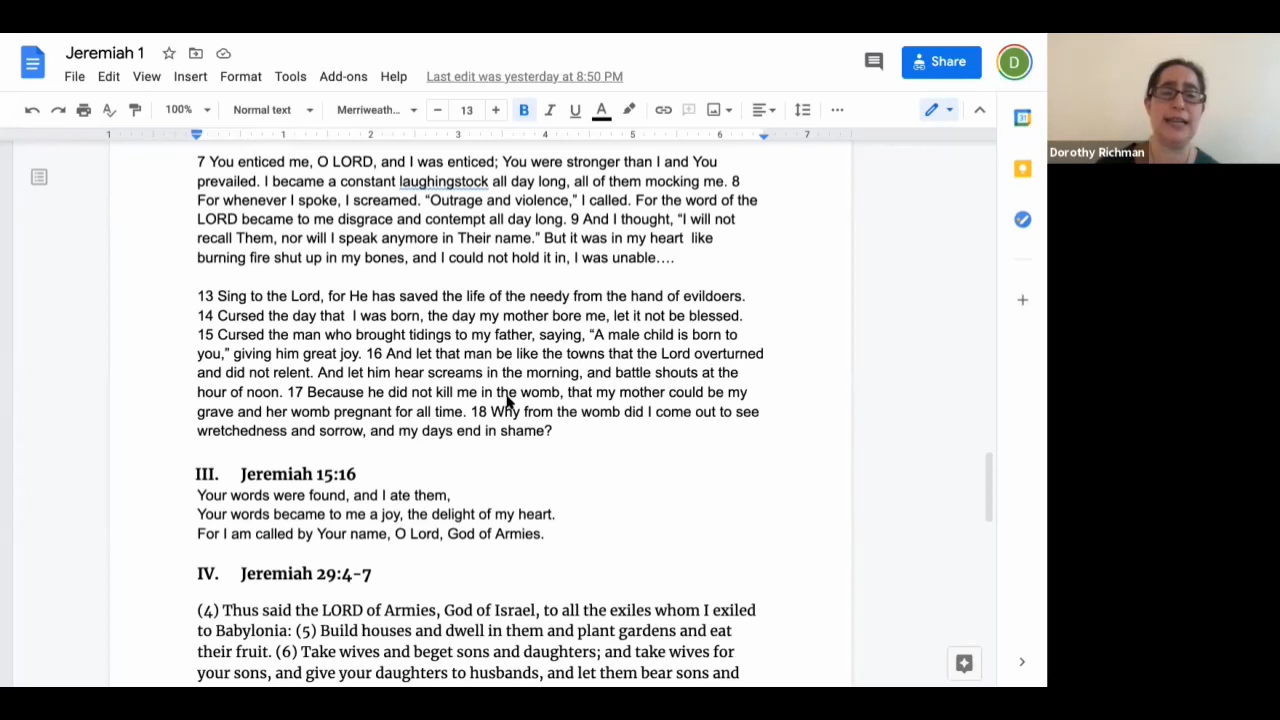 Jeremiah 1
File Edit View Insert Format Tools Add-ons Help Last edit was yesterday at 8:50 PM
Share
D
100% Normal text Merriweath... 13 B I U A
1 1 2 3 4 5 6 7
31
Dorothy Richman
7 You enticed me, O LORD, and I was enticed; You were stronger than I and You
prevailed. I became a constant laughingstock all day long, all of them mocking me. 8
For whenever I spoke, I screamed. “Outrage and violence,” I called. For the word of the
LORD became to me disgrace and contempt all day long. 9 And I thought, “I will not
recall Them, nor will I speak anymore in Their name.” But it was in my heart like
burning fire shut up in my bones, and I could not hold it in, I was unable….
13 Sing to the Lord, for He has saved the life of the needy from the hand of evildoers.
14 Cursed the day that I was born, the day my mother bore me, let it not be blessed.
15 Cursed the man who brought tidings to my father, saying, “A male child is born to
you,” giving him great joy. 16 And let that man be like the towns that the Lord overturned
and did not relent. And let him hear screams in the morning, and battle shouts at the
hour of noon. 17 Because he did not kill me in the womb, that my mother could be my
grave and her womb pregnant for all time. 18 Why from the womb did I come out to see
wretchedness and sorrow, and my days end in shame?
III. Jeremiah 15:16
Your words were found, and I ate them,
Your words became to me a joy, the delight of my heart.
For I am called by Your name, O Lord, God of Armies.
IV. Jeremiah 29:4-7
(4) Thus said the LORD of Armies, God of Israel, to all the exiles whom I exiled
to Babylonia: (5) Build houses and dwell in them and plant gardens and eat
their fruit. (6) Take wives and beget sons and daughters; and take wives for
your sons, and give your daughters to husbands, and let them bear sons and